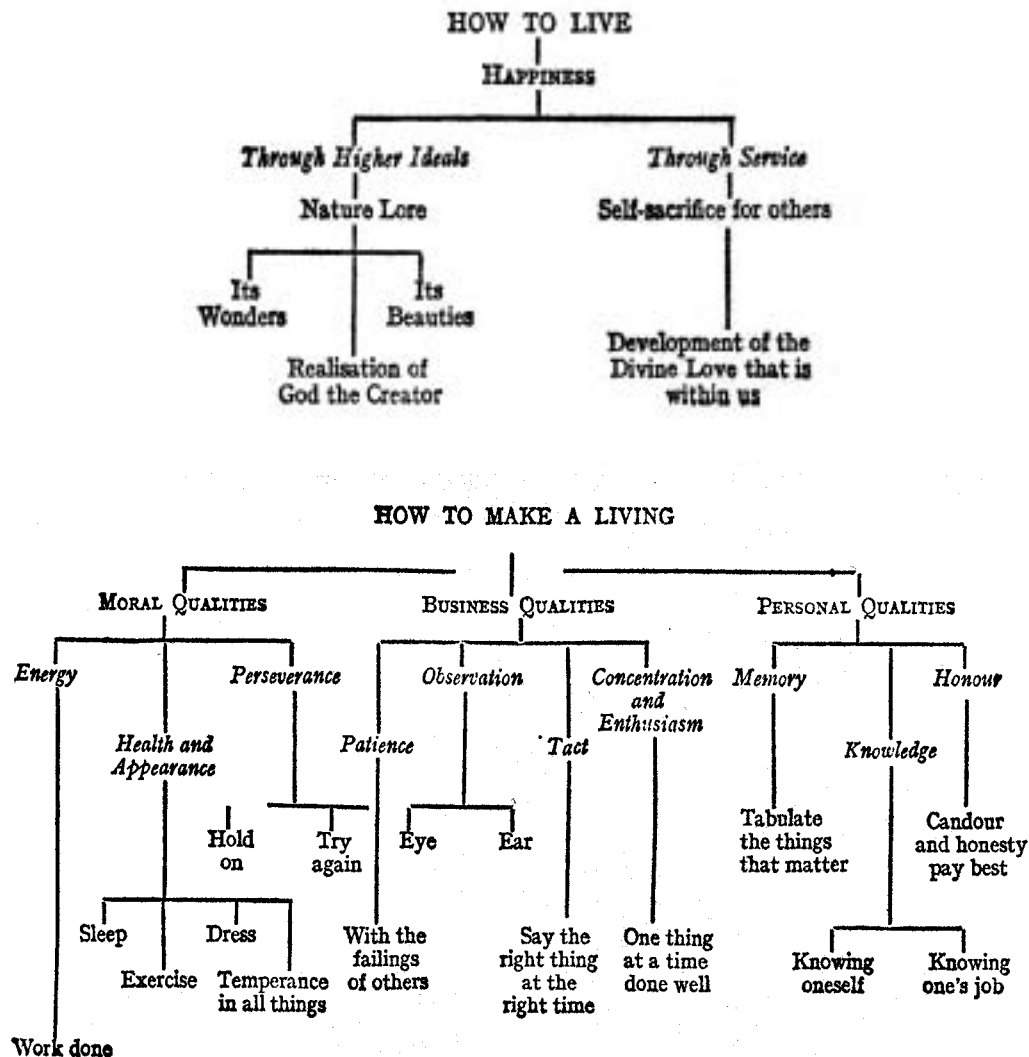 HOW TO LIVE
HAPPINESS
Through Higher Ideals
Through Service
Nature Lore
Self-sacrifice for others
Its
Wonders
Its
Beauties
Realisation of
God the Creator
Development of the
Divine Love that is
within us
HOW TO MAKE A LIVING
MORAL QUALITIES
BUSINESS QUALITIES
PERSONAL QUALITIES
Energy
Perseverance
Observation
Concentration
and
Enthusiasm
Memory
Honour
Health and
Appearance
Patience
Tact
Knowledge
Hold
on
Try
again
Eye
Ear
Tabulate
the things
that matter
Candour
and honesty
pay best
Sleep
Dress
Exercise
Temperance
in all things
With the
failings
of others
Say the
right thing
at the
right time
One thing
at a time
done well
Knowing
oneself
Knowing
one's job
Work done